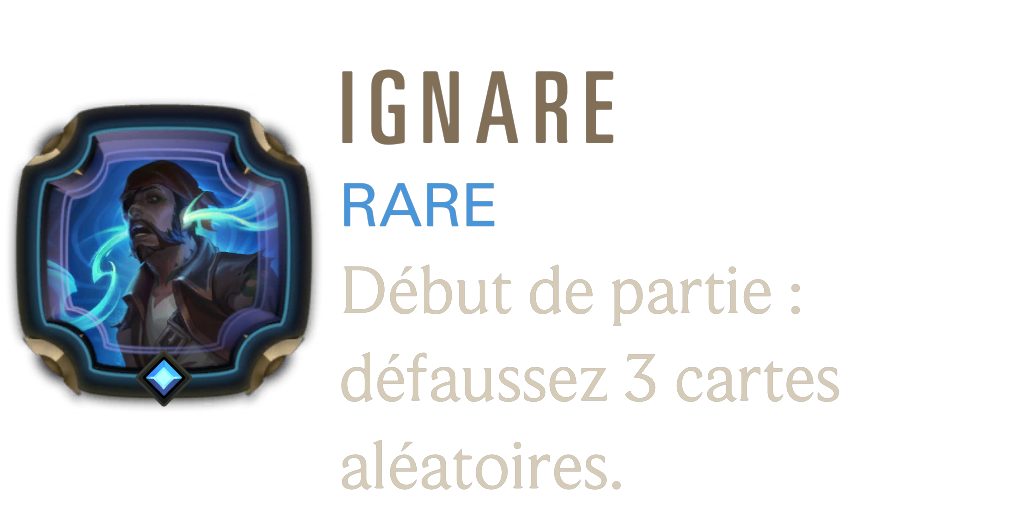 IGNARE
RARE
Début de partie :
défaussez 3 cartes
aléatoires.